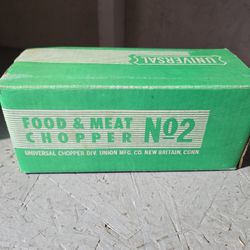 UNIVERSAL
FOOD & MEAT
CHOPPER Nº2
UNIVERSAL CHOPPER DIV. UNION MFG. CO. NEW BRITAIN, CONN.